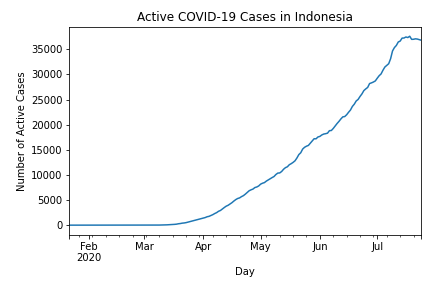 Active COVID-19 Cases in Indonesia
Number of Active Cases
35000
30000
25000
20000
15000
10000
5000
0
Feb Mar Apr May Jun Jul
2020
Day